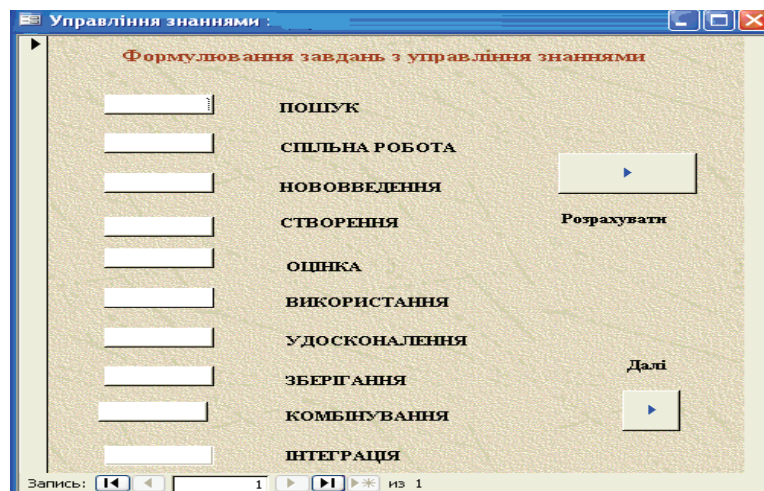 Управління знаннями :
Формулювання завдань з управління знаннями
ПОШУК
СПІЛЬНА РОБОТА
НОВОВВЕДЕННЯ
СТВОРЕННЯ
Розрахувати
ОЦІНКА
ВИКОРИСТАННЯ
УДОСКОНАЛЕННЯ
Далі
ЗБЕРІГАННЯ
КОМБІНУВАННЯ
ІНТЕГРАЦІЯ
Запись: 1 из 1